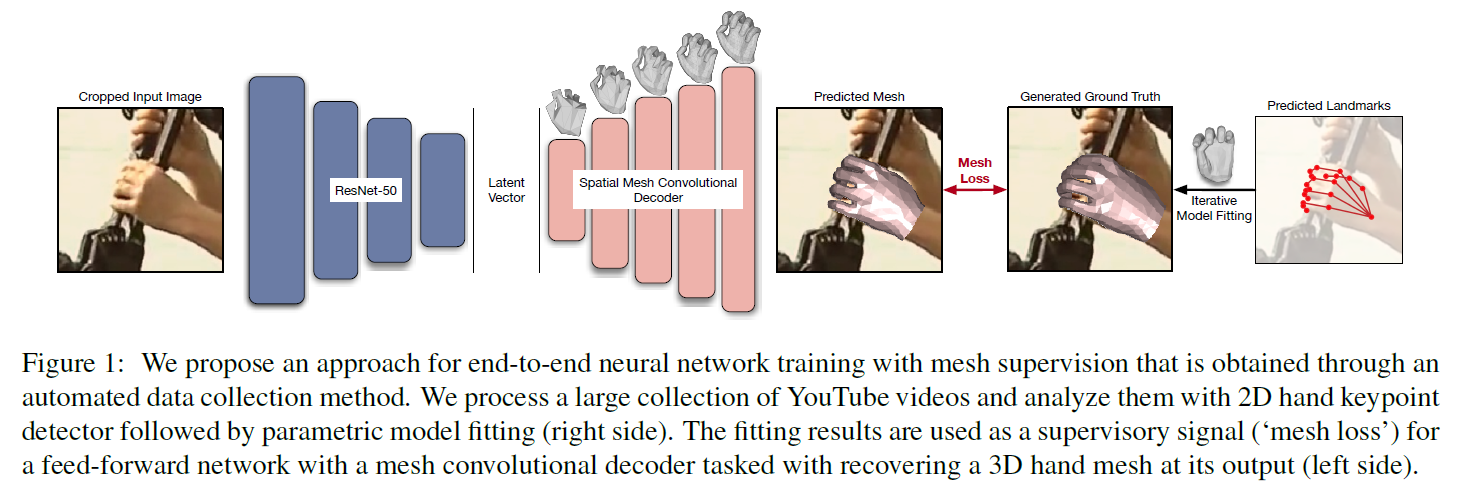 Cropped Input Image
ResNet-50
Latent
Vector
Spatial Mesh Convolutional
Decoder
Predicted Mesh
Mesh
Loss
Generated Ground Truth
Iterative
Model Fitting
Predicted Landmarks
Figure 1: We propose an approach for end-to-end neural network training with mesh supervision that is obtained through an
automated data collection method. We process a large collection of YouTube videos and analyze them with 2D hand keypoint
detector followed by parametric model fitting (right side). The fitting results are used as a supervisory signal (‘mesh loss’) for
a feed-forward network with a mesh convolutional decoder tasked with recovering a 3D hand mesh at its output (left side).